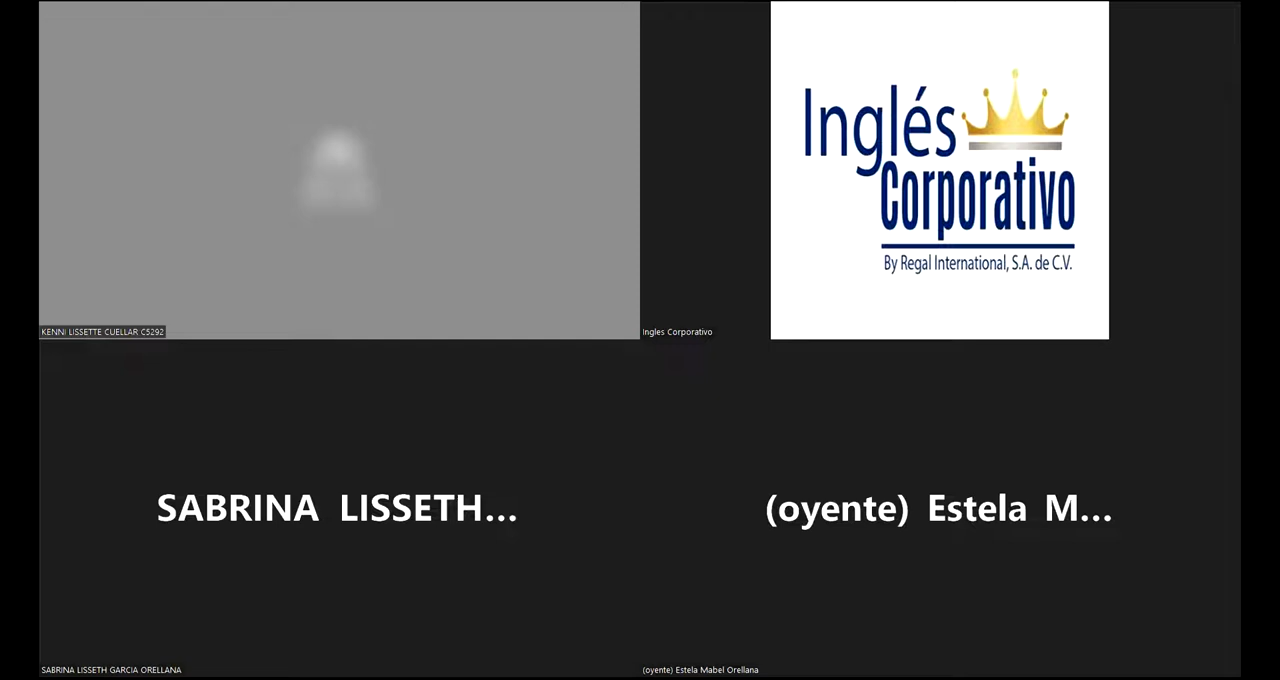 Inglés
Corporativo
By Regal International, S.A. de C.V.
KENNI LISSETTE CUELLAR C5292
Ingles Corporativo
SABRINA LISSETH...
(oyente) Estela M...
SABRINA LISSETH GARCIA ORELLANA
(oyente) Estela Mabel Orellana